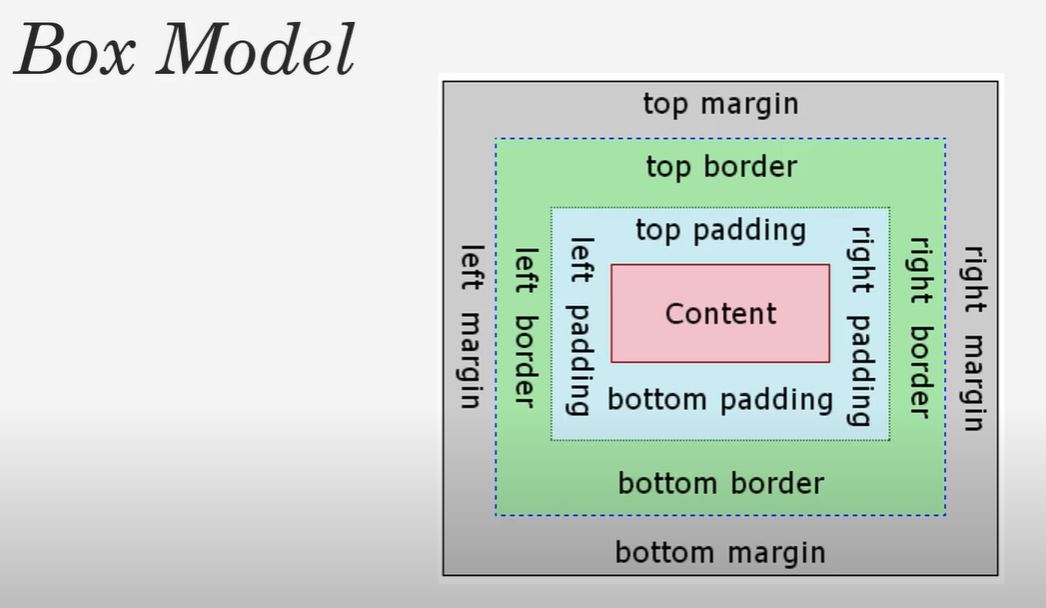 Box Model
top margin
top border
top padding
left margin
left border
left padding
Content
right padding
right border
right margin
bottom padding
bottom border
bottom margin